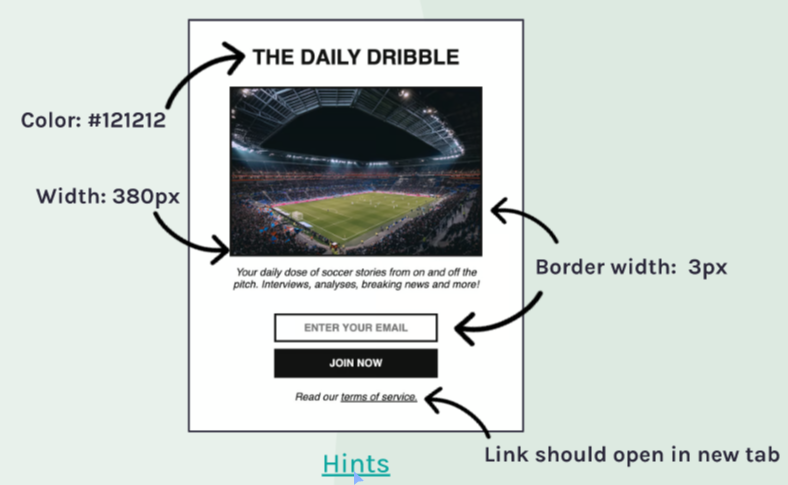 THE DAILY DRIBBLE
Color: #121212
Width: 380px
Border width: 3px
Your daily dose of soccer stories from on and off the
pitch. Interviews, analyses, breaking news and more!
ENTER YOUR EMAIL
JOIN NOW
Read our terms of service.
Link should open in new tab
Hints